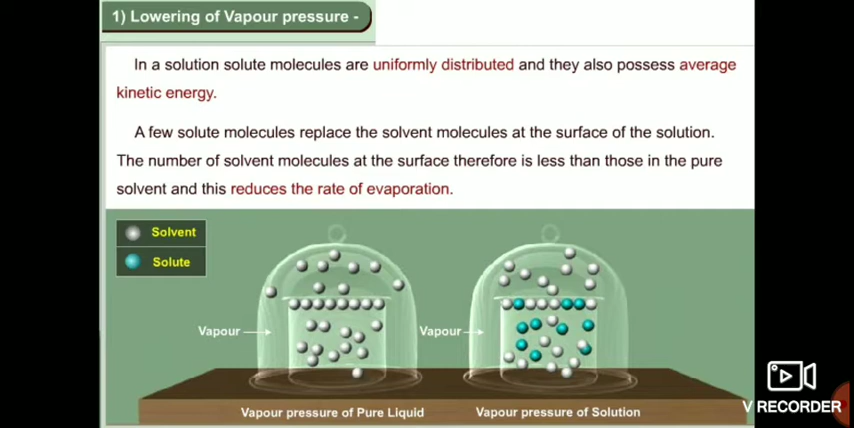 1) Lowering of Vapour pressure -
In a solution solute molecules are uniformly distributed and they also possess average
kinetic energy.
A few solute molecules replace the solvent molecules at the surface of the solution.
The number of solvent molecules at the surface therefore is less than those in the pure
solvent and this reduces the rate of evaporation.
Solvent
Solute
Vapour
Vapour
Vapour pressure of Pure Liquid
Vapour pressure of Solution
V RECORDER